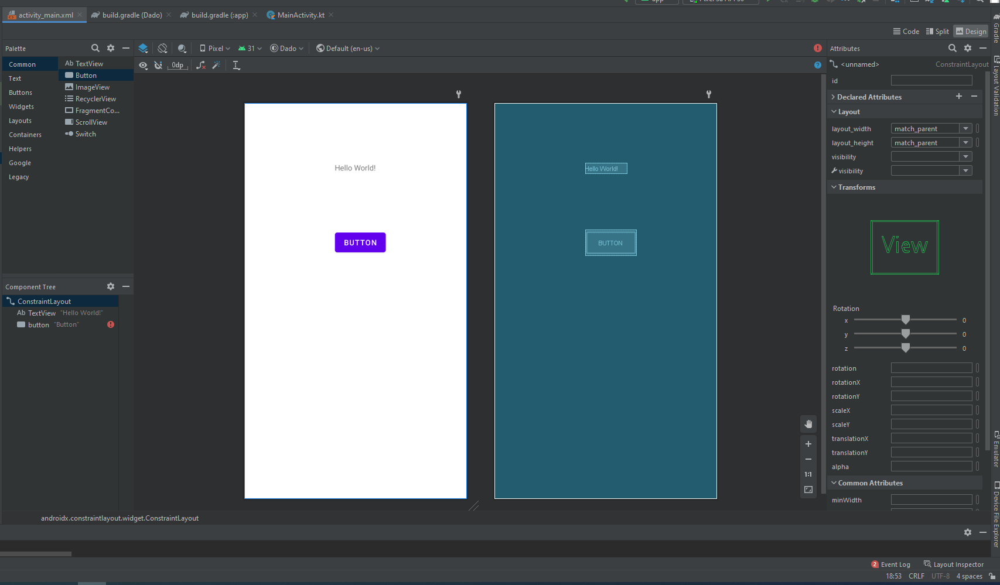 app
activity_main.xml
build.gradle (Dado)
build.gradle (:app)
MainActivity.kt
Code
Split
Design
Palette
Pixel
31
Dado
Default (en-us)
Attributes
0dp
Common
Text
Buttons
Widgets
Layouts
Containers
Helpers
Google
Legacy
Ab TextView
Button
ImageView
RecyclerView
FragmentCo...
ScrollView
Switch
Hello World!
BUTTON
Hello World!
BUTTON
<unnamed>
ConstraintLayout
id
Declared Attributes
Layout
layout_width match_parent
layout_height match_parent
visibility
visibility
Transforms
View
Rotation
x 0
y 0
z 0
rotation
rotationX
rotationY
scaleX
scaleY
translationX
translationY
alpha
Common Attributes
minWidth
1:1
Component Tree
ConstraintLayout
Ab TextView "Hello World!"
button "Button"
androidx.constraintlayout.widget.ConstraintLayout
Gradle
Layout Validation
Emulator
Device File Explorer
2 Event Log
Layout Inspector
18:53 CRLF UTF-8 4 spaces